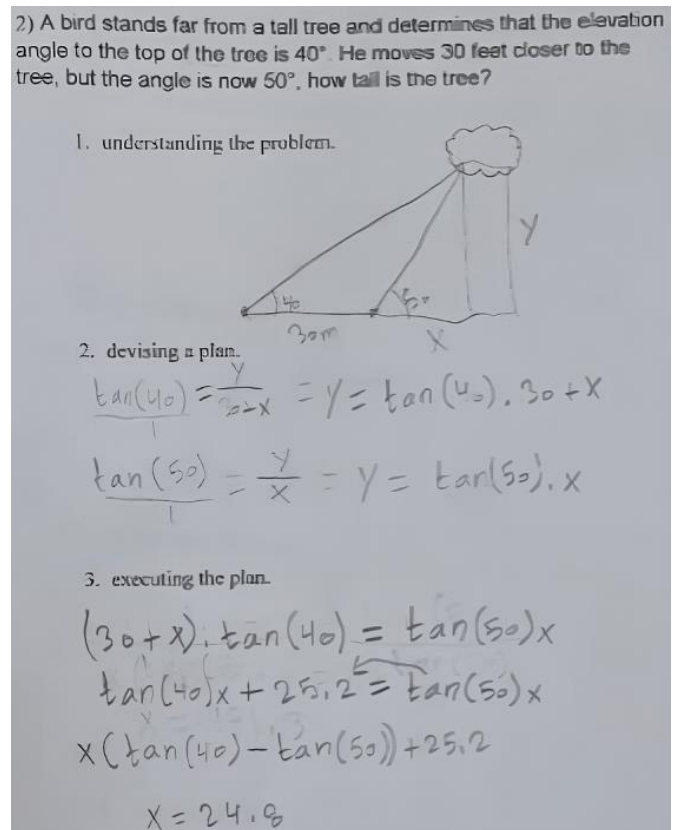 2) A bird stands far from a tall tree and determines that the elevation
angle to the top of the tree is 40°. He moves 30 feet closer to the
tree, but the angle is now 50°, how tall is the tree?
1. understanding the problem.
Y
40
50
30m
X
2. devising a plan.
tan(40)/1 = Y/30+X = Y = tan(40).30+X
tan(50)/1 = Y/X = Y = tan(50).x
3. executing the plan.
(30+x).tan(40) = tan(50)x
tan(40)x + 25.2 = tan(50)x
x(tan(40)-tan(50))+25.2
X = 24.8